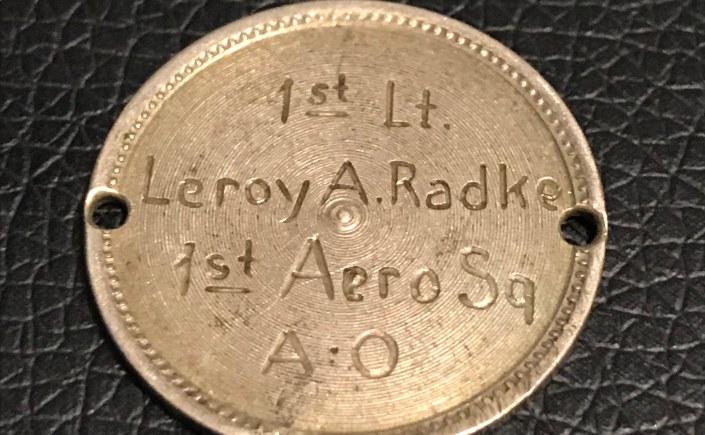 1st Lt.
Leroy A. Radke
1st Aero Sq
A:O